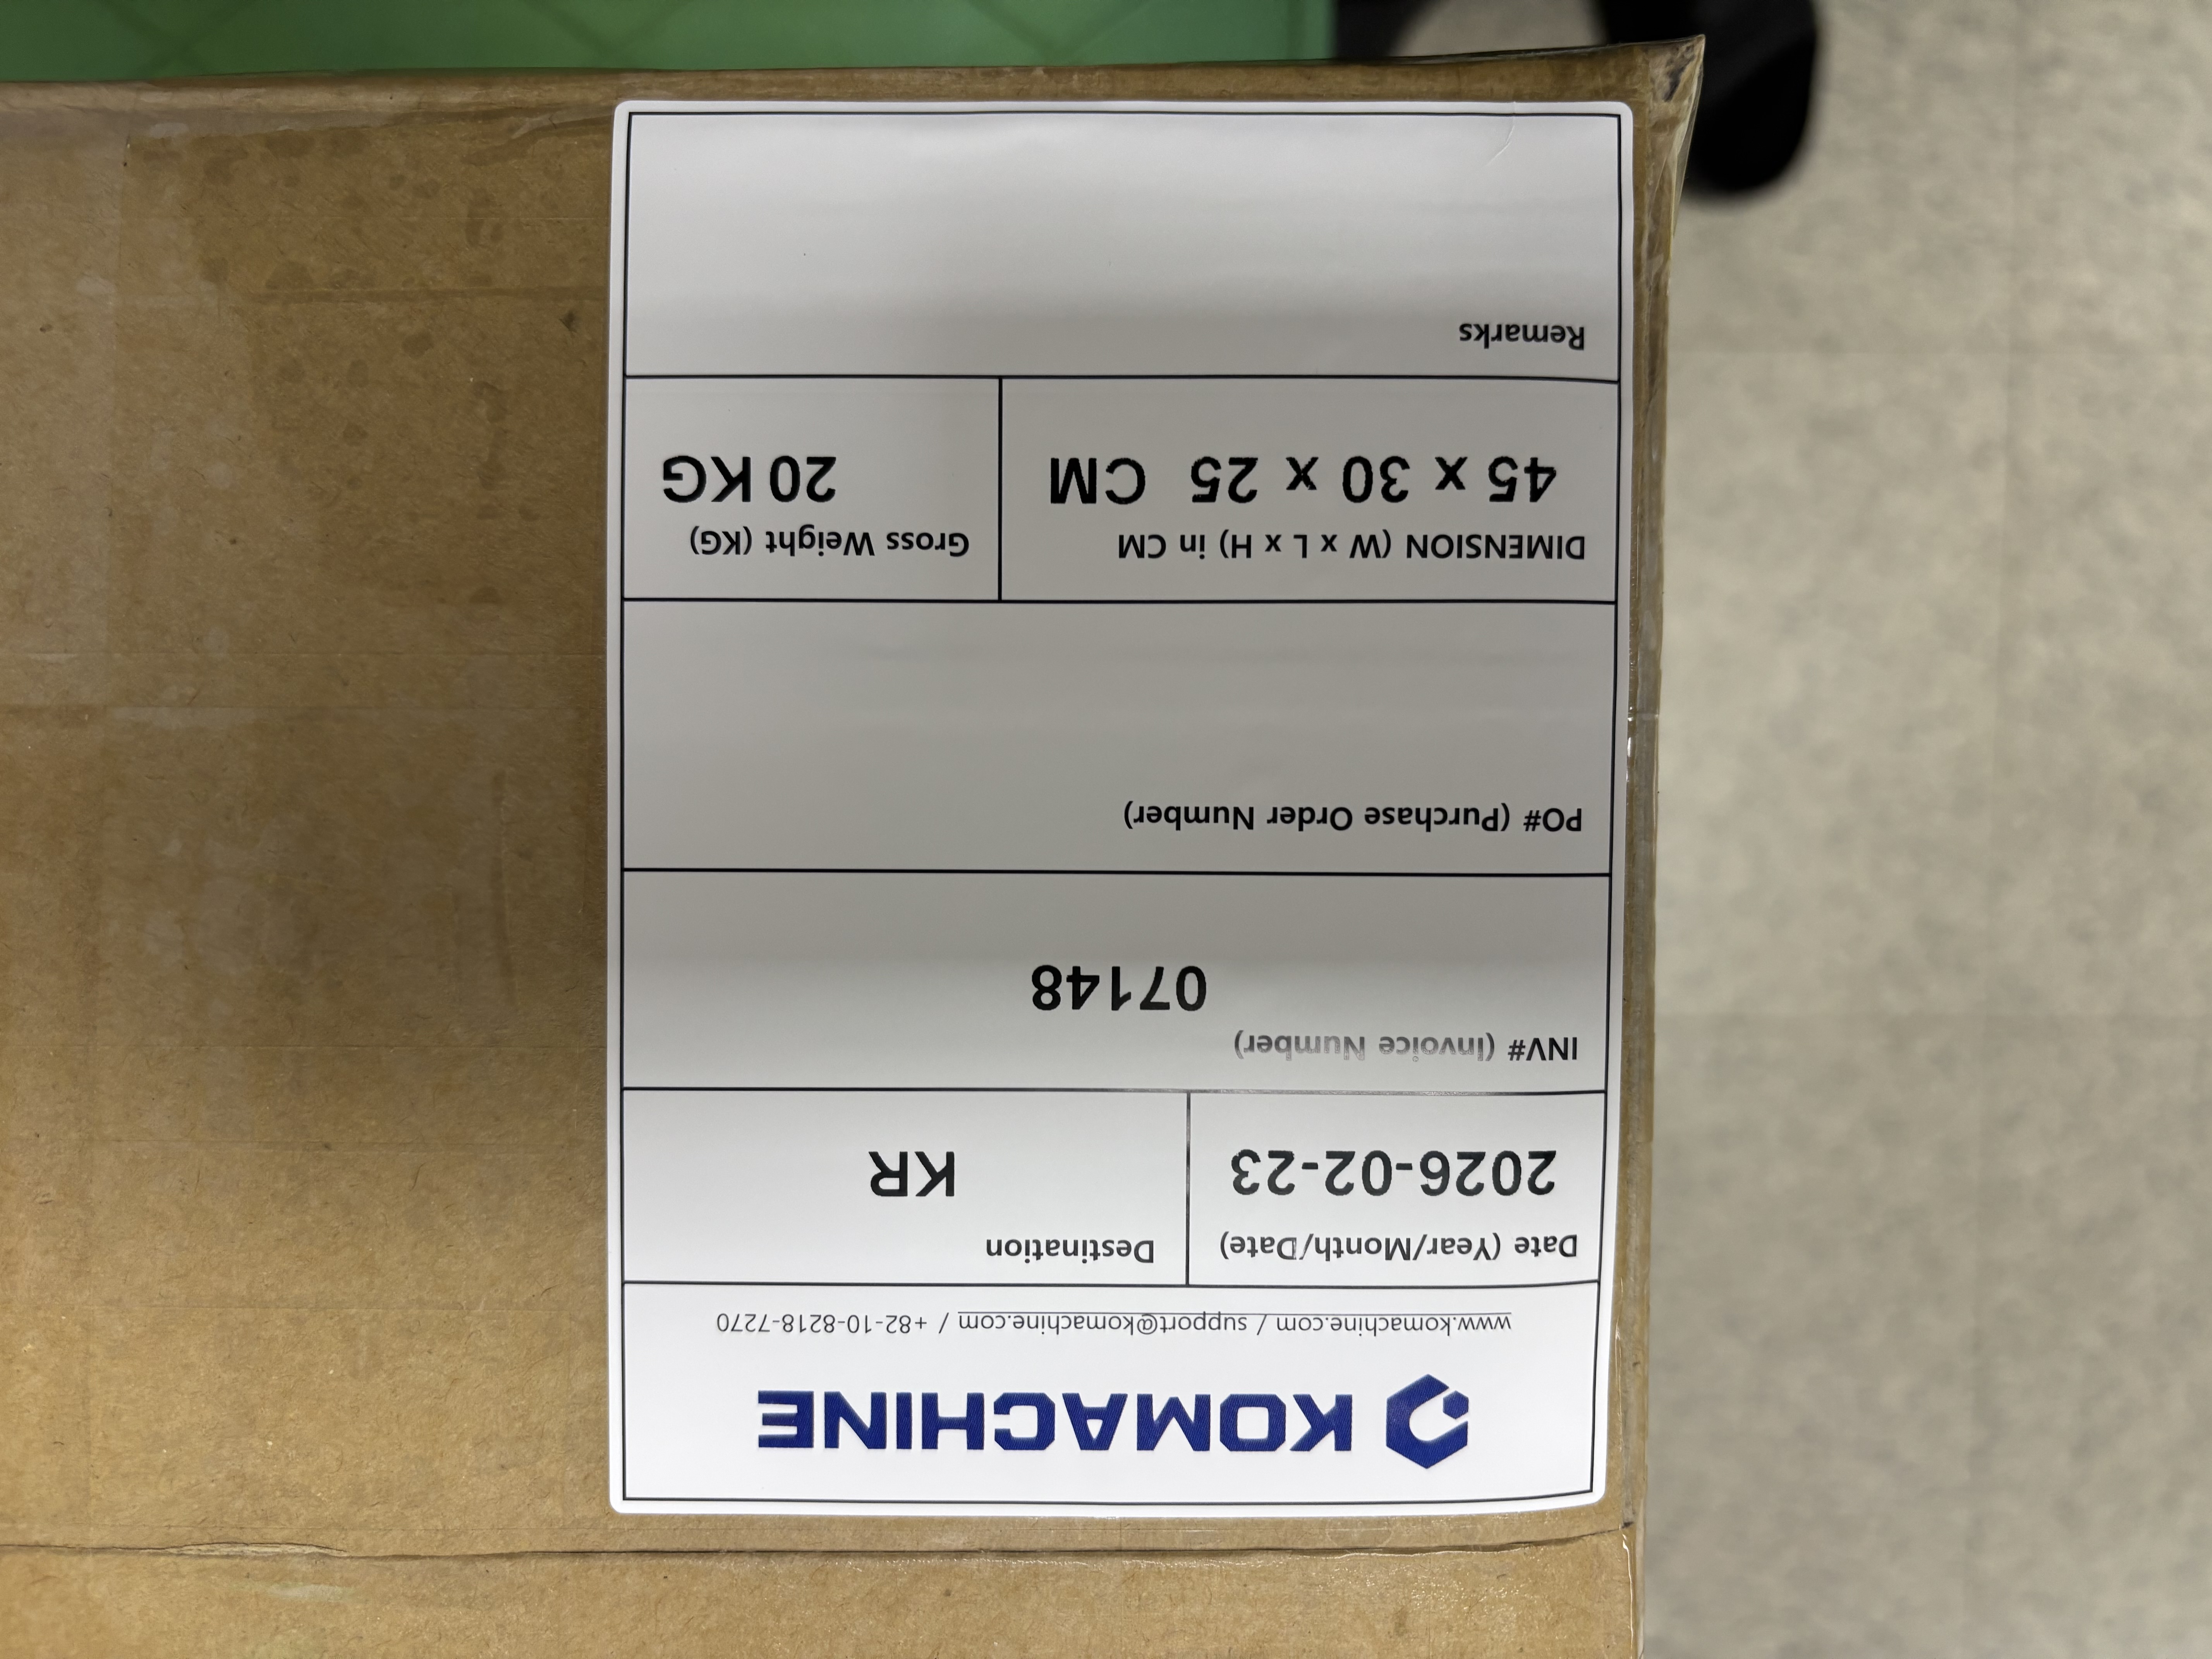 KOMACHINE
www.komachine.com / support@komachine.com / +82-10-8218-7270
Date (Year/Month/Date)
2026-02-23
Destination
KR
INV# (Invoice Number)
07148
PO# (Purchase Order Number)
DIMENSION (W x L x H) in CM
45 x 30 x 25 CM
Gross Weight (KG)
20 KG
Remarks